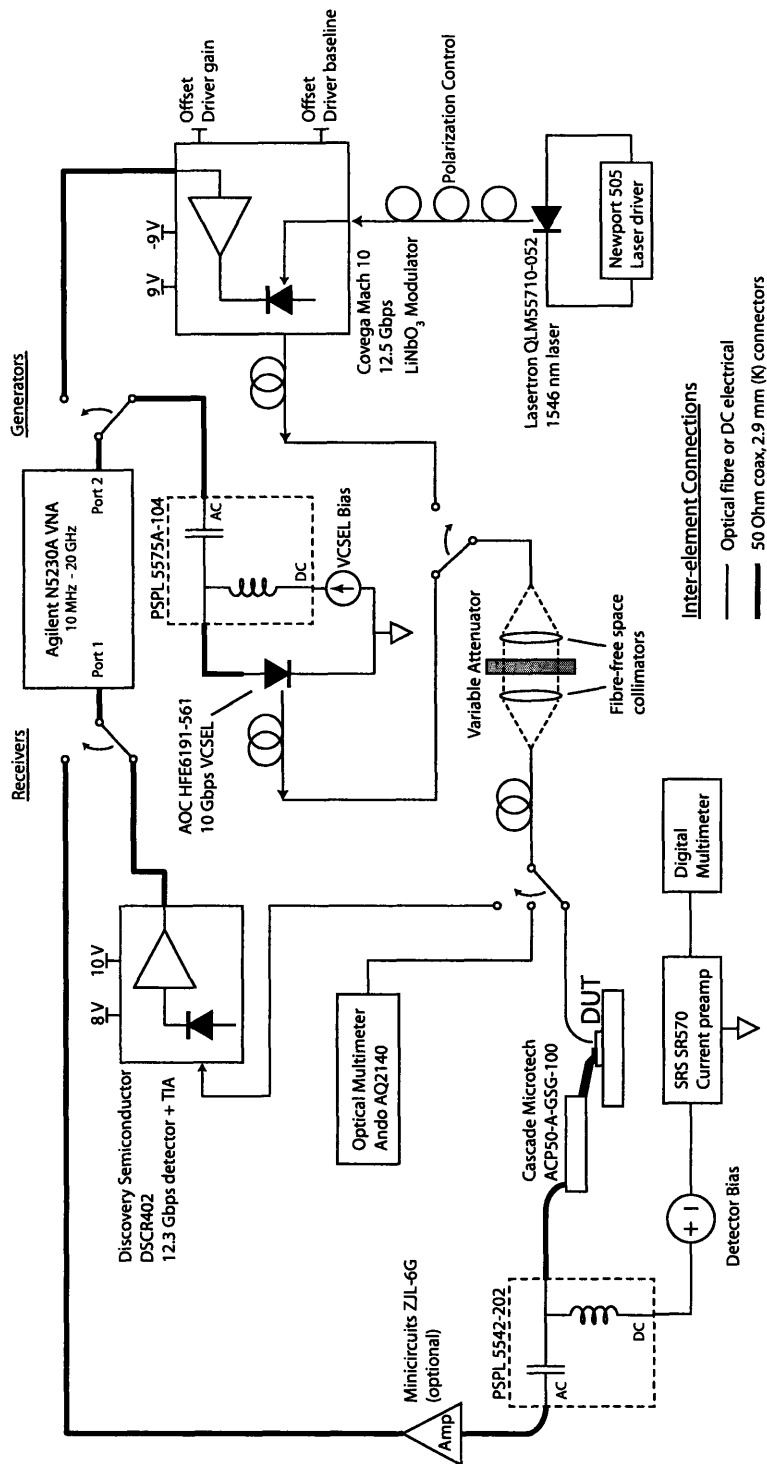 Receivers
Generators
Agilent N5230A VNA
10 MHz - 20 GHz
Port 1
Port 2
Offset
Driver gain
Offset
Driver baseline
9 V
-9 V
Covega Mach 10
12.5 Gbps
LiNbO3 Modulator
Polarization Control
Lasertron QLM55710-052
1546 nm laser
Newport 505
Laser driver
PSPL 5575A-104
AC
DC
VCSEL Bias
AOC HFE6191-561
10 Gbps VCSEL
8 V
10 V
Discovery Semiconductor
DSCR402
12.3 Gbps detector + TIA
Variable Attenuator
Fibre-free space
collimators
Optical Multimeter
Ando AQ2140
Cascade Microtech
ACP50-A-GSG-100
DUT
Minicircuits ZJL-6G
(optional)
Amp
PSPL 5542-202
AC
DC
+ -
Detector Bias
SRS SR570
Current preamp
Digital
Multimeter
Inter-element Connections
Optical fibre or DC electrical
50 Ohm coax, 2.9 mm (K) connectors